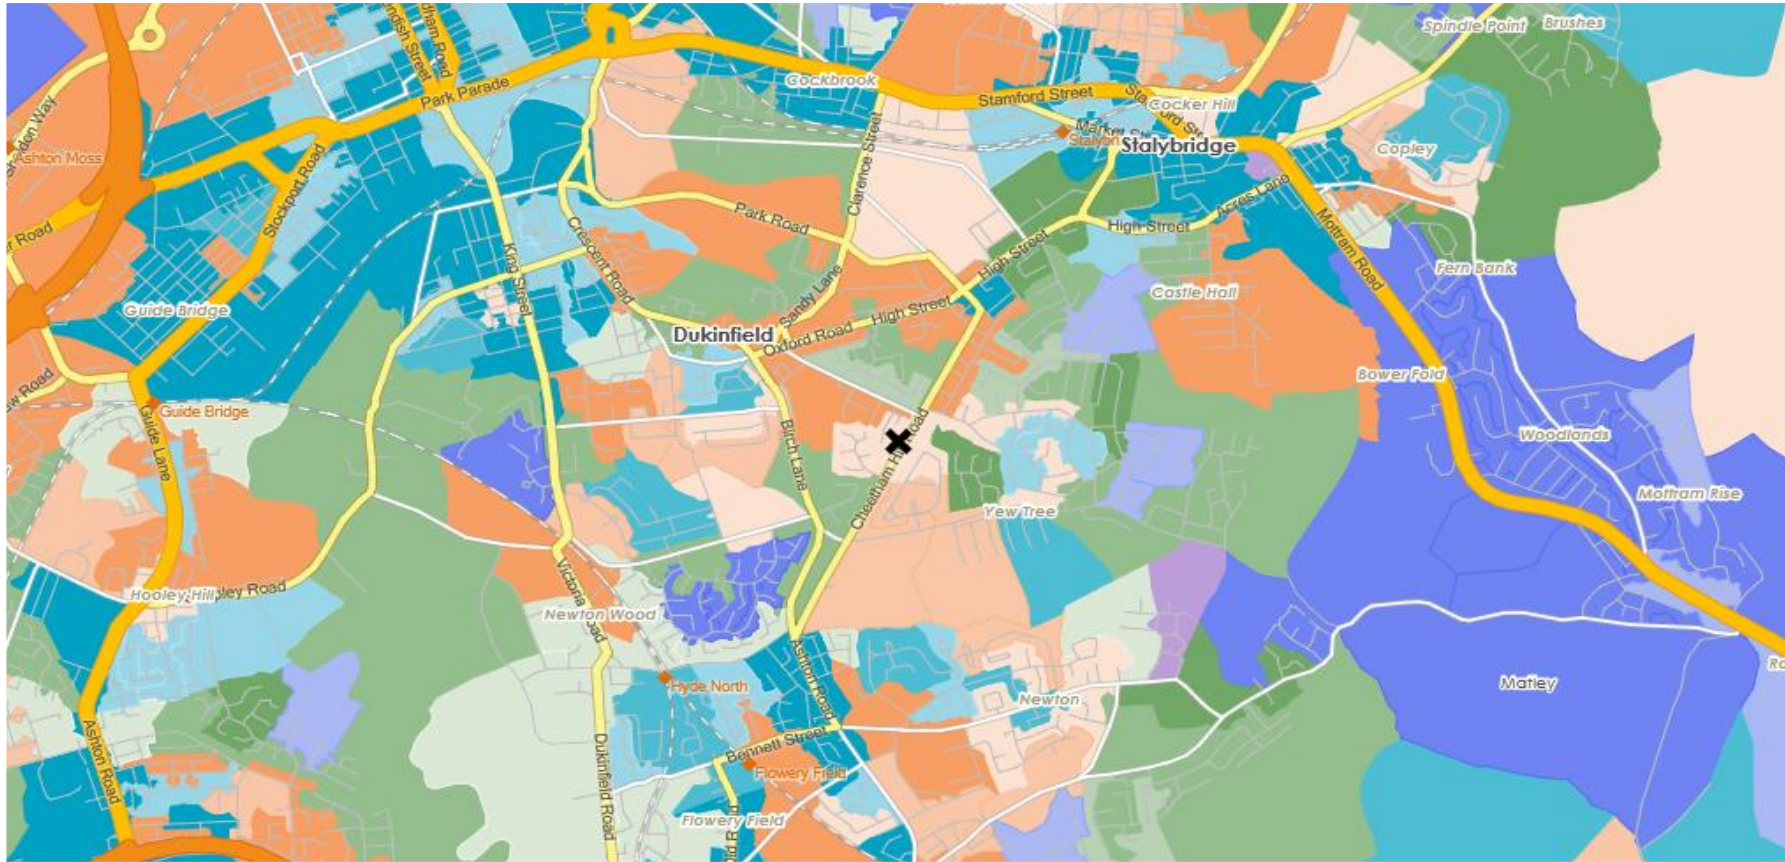 Spindle Point
Brushes
Park Parade
Cockbrook
Stamford Street
Cocker Hill
Ashton Moss
Stockport Road
Clarence Street
Stalybridge
Copley
Park Road
High Street
High Street
Acres Lane
Mottram Road
Crescent Road
King Street
Fern Bank
Guide Bridge
Castle Hall
Sandy Lane
Dukinfield
Oxford Road
High Street
Bower Fold
Guide Bridge
Guide Lane
Birch Lane
Woodlands
Mottram Rise
Yew Tree
Hooley Hill
Victoria Road
Newton Wood
Hyde North
Ashton Road
Newton
Matley
Ashton Road
Dukinfield Road
Bennett Street
Flowery Field
Flowery Field